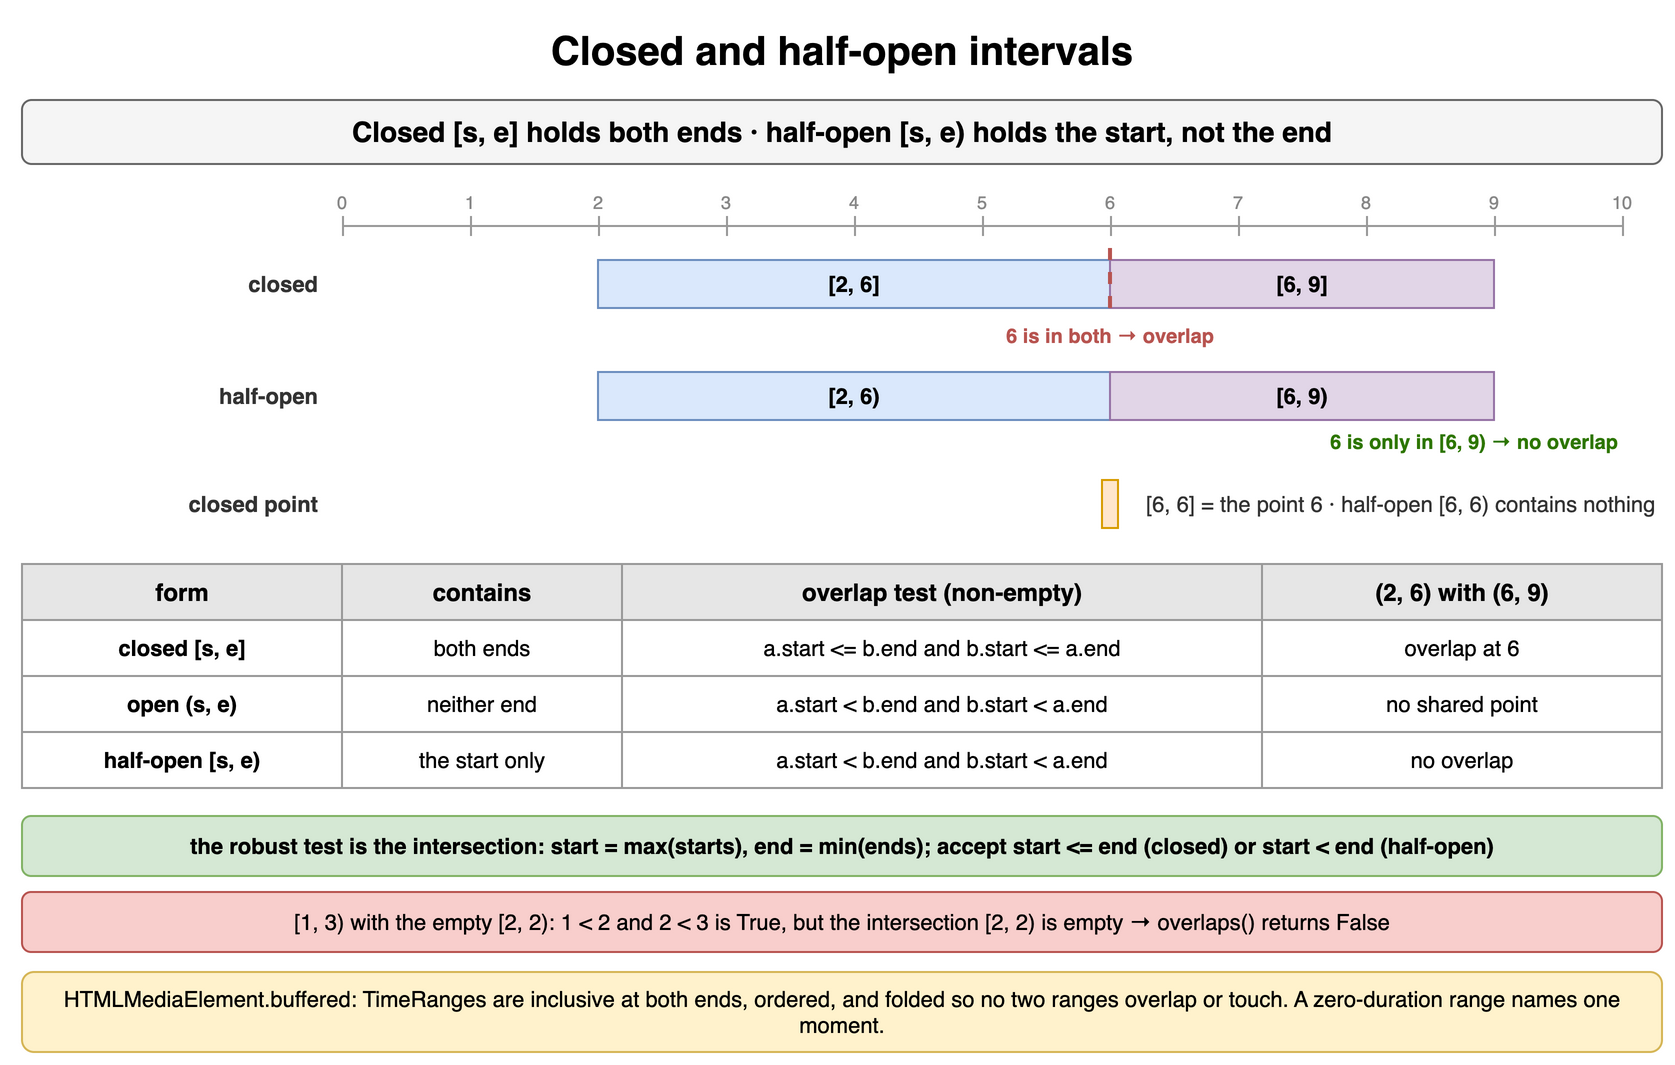 Closed and half-open intervals
Closed [s, e] holds both ends · half-open [s, e) holds the start, not the end
0 1 2 3 4 5 6 7 8 9 10
closed [2, 6] [6, 9]
6 is in both → overlap
half-open [2, 6) [6, 9)
6 is only in [6, 9) → no overlap
closed point [6, 6] = the point 6 · half-open [6, 6) contains nothing
form contains overlap test (non-empty) (2, 6) with (6, 9)
closed [s, e] both ends a.start <= b.end and b.start <= a.end overlap at 6
open (s, e) neither end a.start < b.end and b.start < a.end no shared point
half-open [s, e) the start only a.start < b.end and b.start < a.end no overlap
the robust test is the intersection: start = max(starts), end = min(ends); accept start <= end (closed) or start < end (half-open)
[1, 3) with the empty [2, 2): 1 < 2 and 2 < 3 is True, but the intersection [2, 2) is empty → overlaps() returns False
HTMLMediaElement.buffered: TimeRanges are inclusive at both ends, ordered, and folded so no two ranges overlap or touch. A zero-duration range names one
moment.